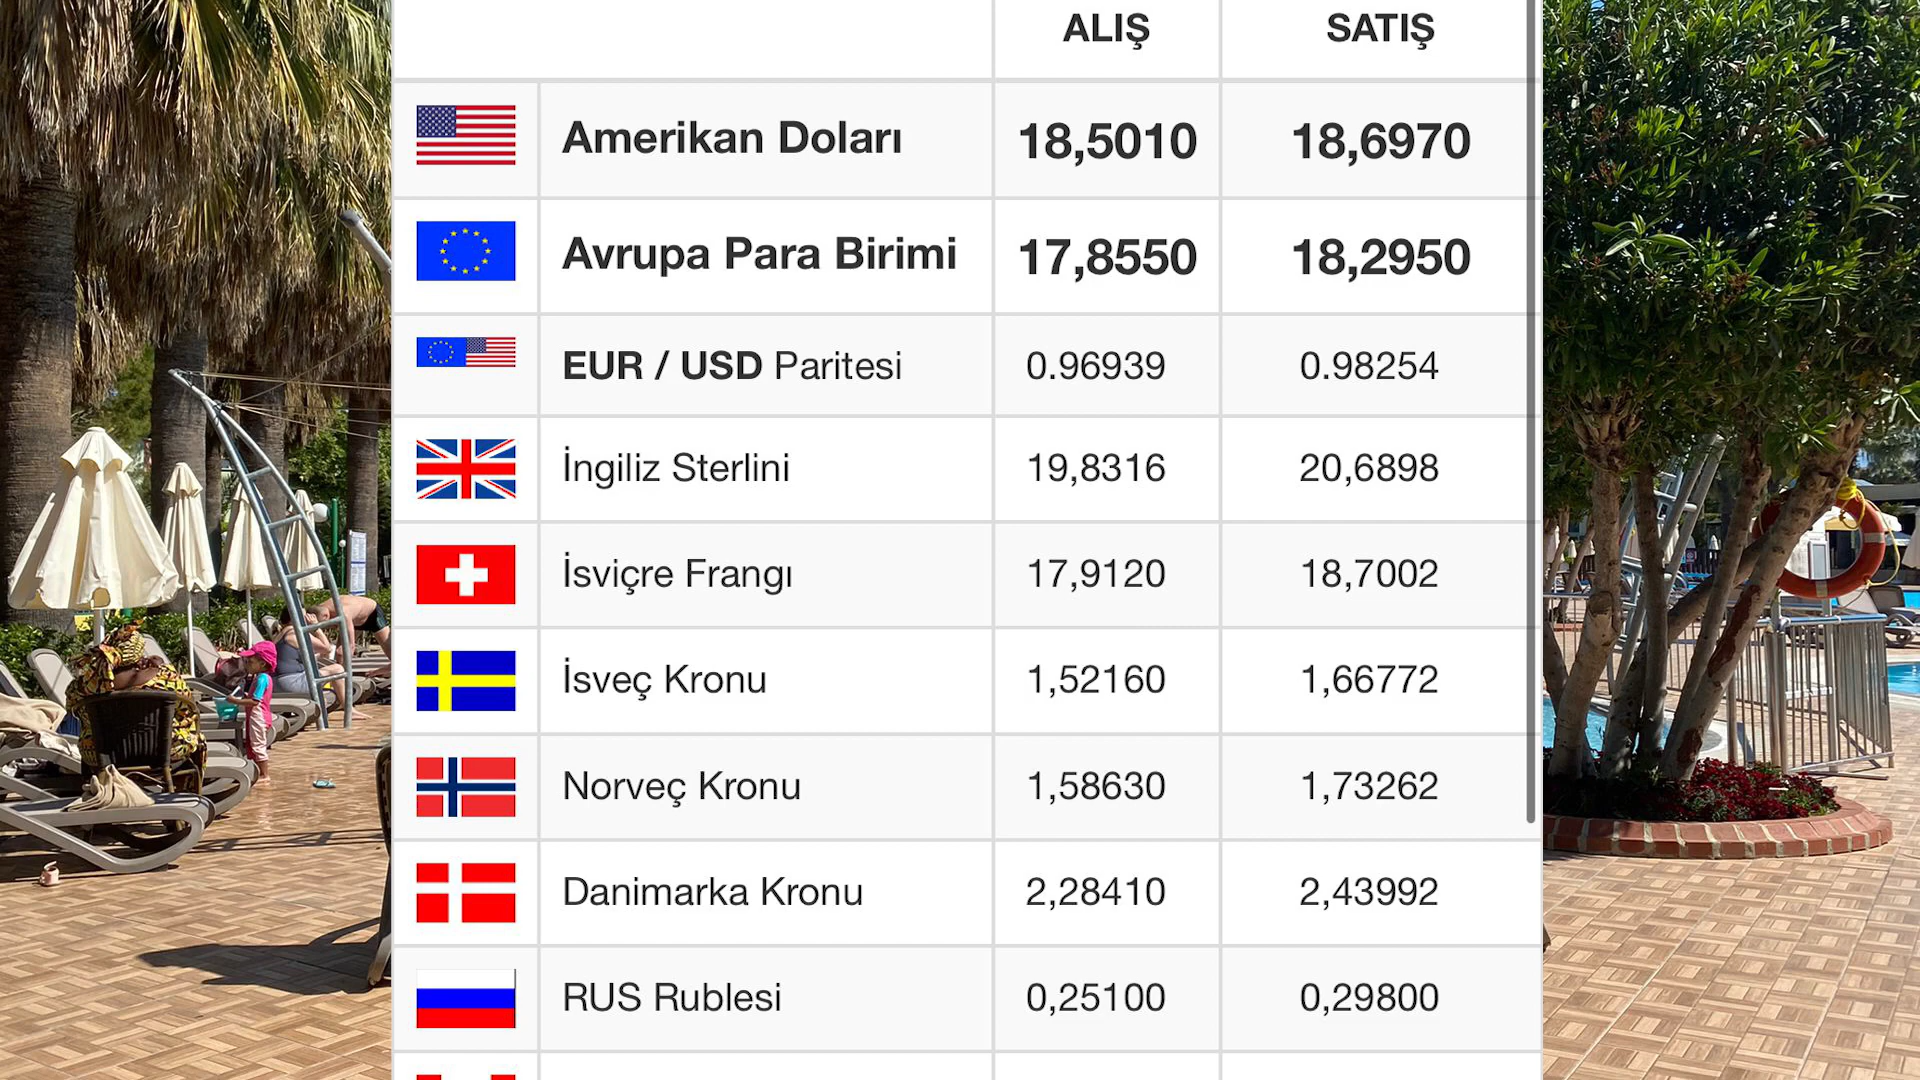 ALIŞ SATIŞ
Amerikan Doları 18,5010 18,6970
Avrupa Para Birimi 17,8550 18,2950
EUR / USD Paritesi 0.96939 0.98254
İngiliz Sterlini 19,8316 20,6898
İsviçre Frangı 17,9120 18,7002
İsveç Kronu 1,52160 1,66772
Norveç Kronu 1,58630 1,73262
Danimarka Kronu 2,28410 2,43992
RUS Rublesi 0,25100 0,29800